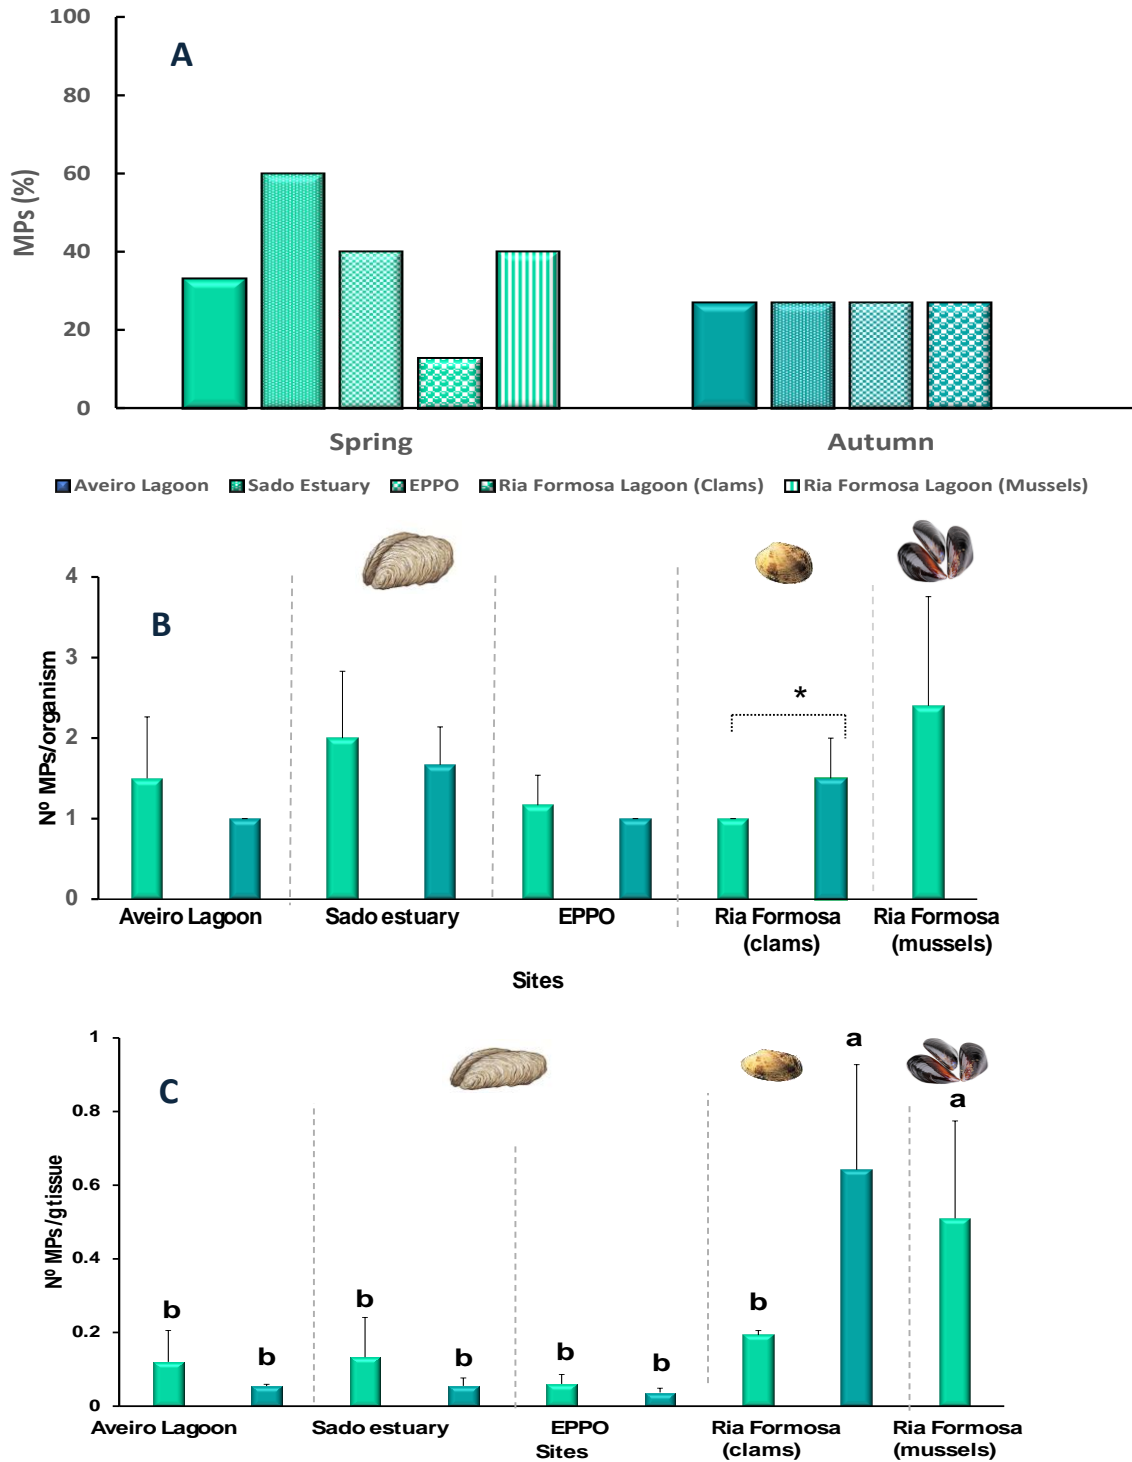 A
MPs (%)
100
80
60
40
20
0
Spring
Autumn
Aveiro Lagoon
Sado Estuary
EPPO
Ria Formosa Lagoon (Clams)
Ria Formosa Lagoon (Mussels)
B
Nº MPs/organism
4
3
2
1
0
*
Aveiro Lagoon
Sado estuary
EPPO
Ria Formosa
(clams)
Ria Formosa
(mussels)
Sites
C
Nº MPs/gtissue
1
0.8
0.6
0.4
0.2
0
b
b
b
b
b
b
b
a
a
Aveiro Lagoon
Sado estuary
EPPO
Ria Formosa
(clams)
Ria Formosa
(mussels)
Sites